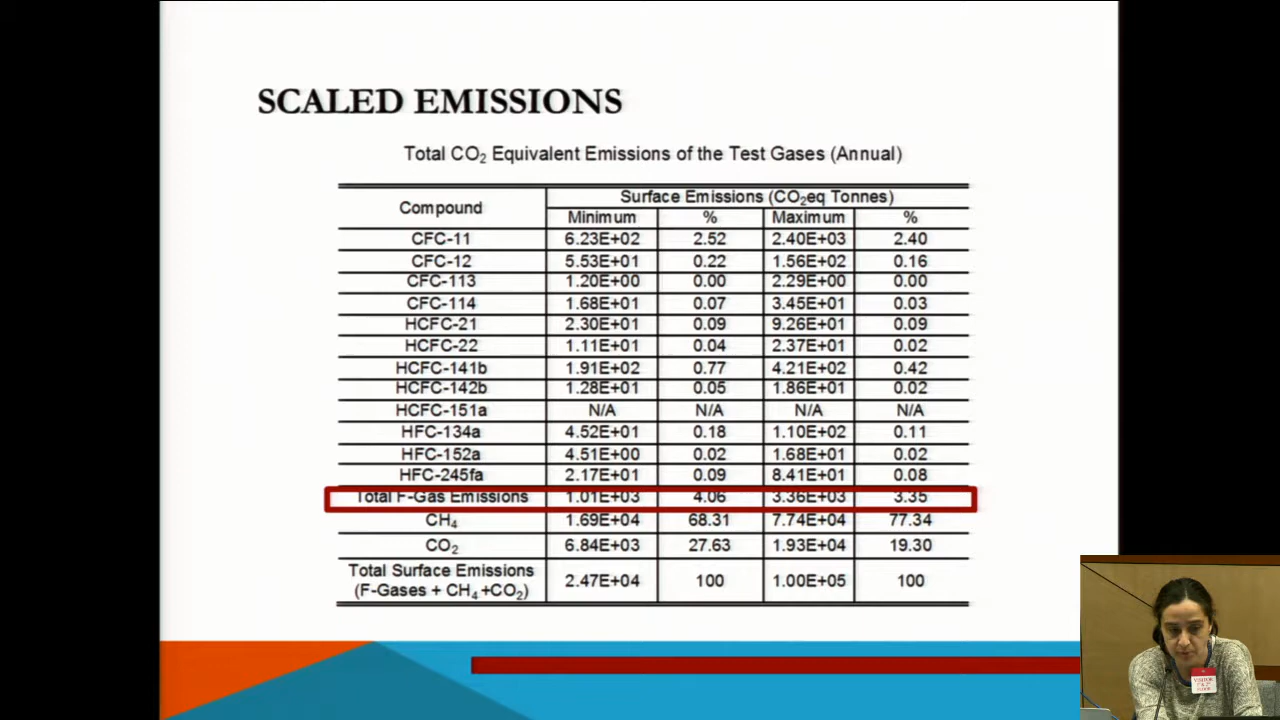 SCALED EMISSIONS
Total CO₂ Equivalent Emissions of the Test Gases (Annual)
Compound Surface Emissions (CO₂eq Tonnes)
Minimum % Maximum %
CFC-11 6.23E+02 2.52 2.40E+03 2.40
CFC-12 5.53E+01 0.22 1.56E+02 0.16
CFC-113 1.20E+00 0.00 2.29E+00 0.00
CFC-114 1.68E+01 0.07 3.45E+01 0.03
HCFC-21 2.30E+01 0.09 9.26E+01 0.09
HCFC-22 1.11E+01 0.04 2.37E+01 0.02
HCFC-141b 1.91E+02 0.77 4.21E+02 0.42
HCFC-142b 1.28E+01 0.05 1.86E+01 0.02
HCFC-151a N/A N/A N/A N/A
HFC-134a 4.52E+01 0.18 1.10E+02 0.11
HFC-152a 4.51E+00 0.02 1.68E+01 0.02
HFC-245fa 2.17E+01 0.09 8.41E+01 0.08
Total F-Gas Emissions 1.01E+03 4.06 3.36E+03 3.35
CH₄ 1.69E+04 68.31 7.74E+04 77.34
CO₂ 6.84E+03 27.63 1.93E+04 19.30
Total Surface Emissions
(F-Gases + CH₄ +CO₂) 2.47E+04 100 1.00E+05 100
VISITOR